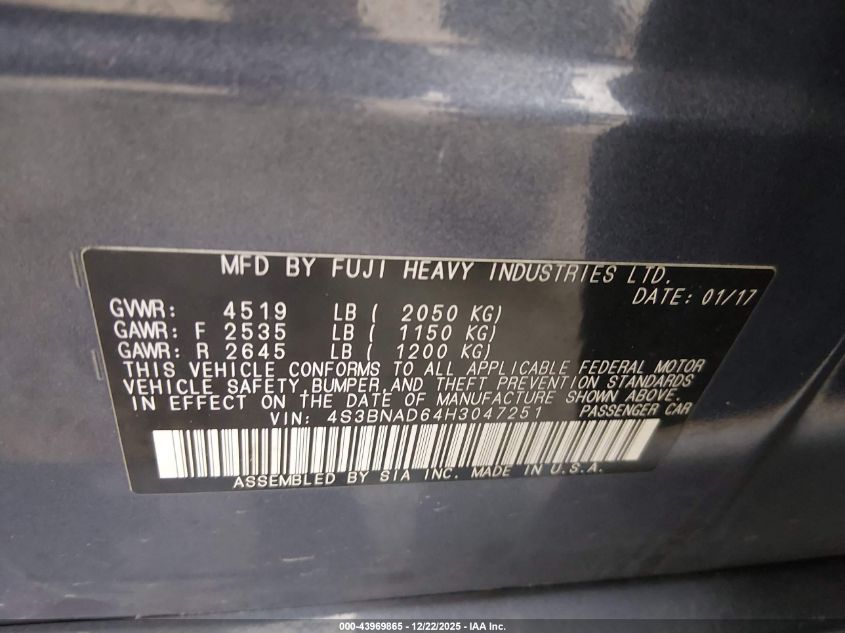 MFD BY FUJI HEAVY INDUSTRIES LTD.
DATE: 01/17
GVWR: 4519 LB ( 2050 KG)
GAWR: F 2535 LB ( 1150 KG)
GAWR: R 2645 LB ( 1200 KG)
THIS VEHICLE CONFORMS TO ALL APPLICABLE FEDERAL MOTOR
VEHICLE SAFETY, BUMPER, AND THEFT PREVENTION STANDARDS
IN EFFECT ON THE DATE OF MANUFACTURE SHOWN ABOVE.
VIN: 4S3BNAD64H3047251 PASSENGER CAR
ASSEMBLED BY SIA INC. MADE IN U.S.A.
000-43969865 - 12/22/2025 - IAA Inc.